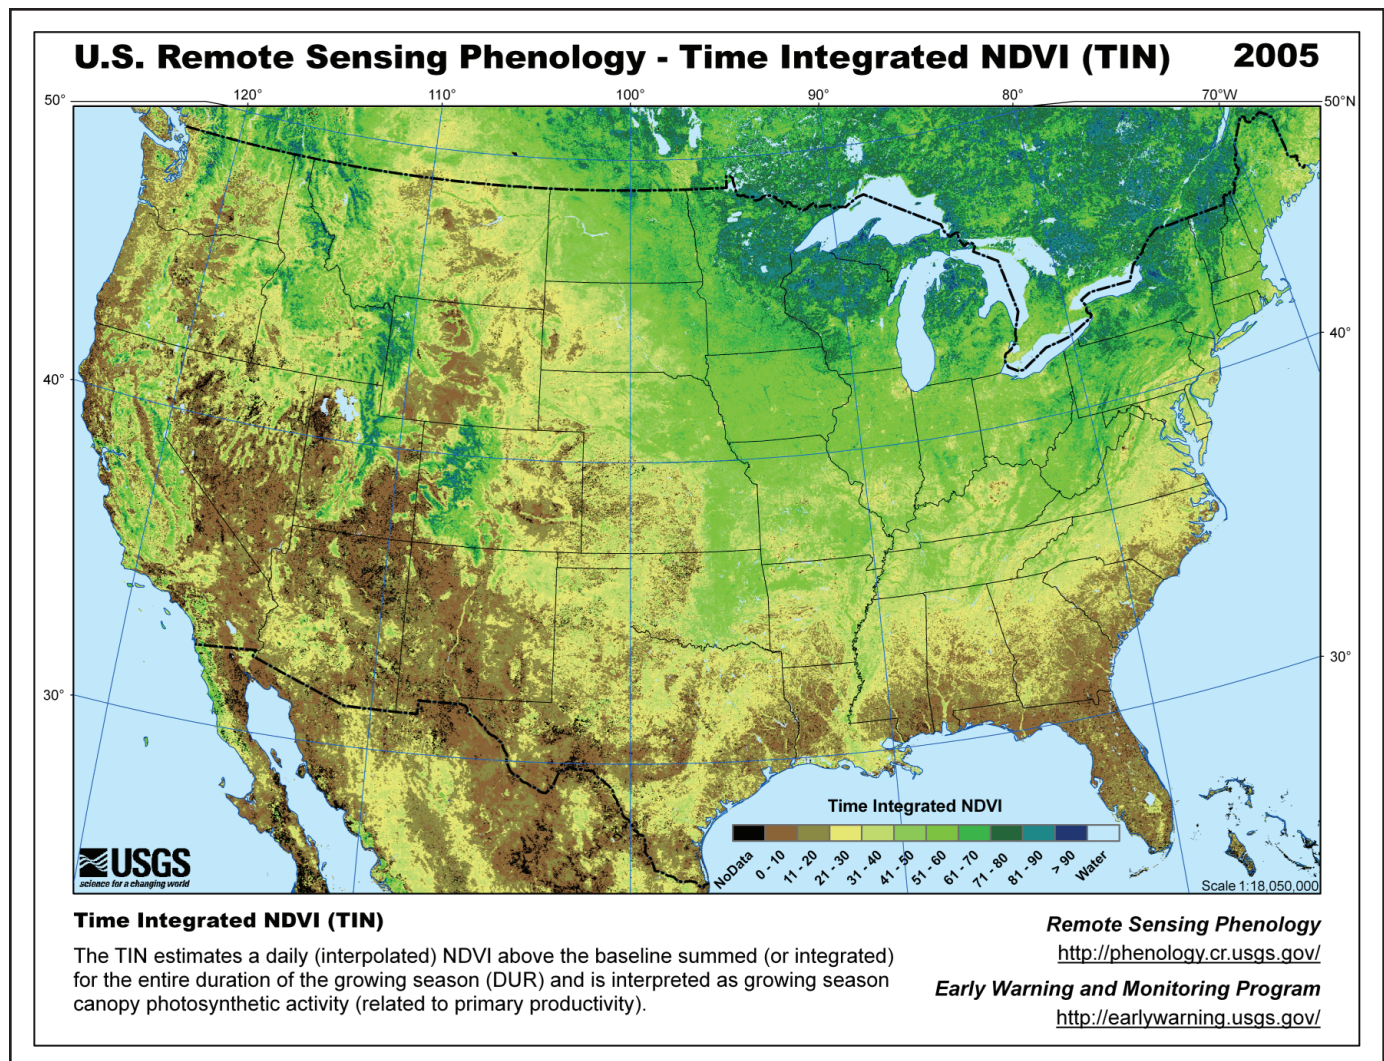 U.S. Remote Sensing Phenology - Time Integrated NDVI (TIN) 2005
50° 120° 110° 100° 90° 80° 70°W 50°N
40°
40°
30°
30°
Time Integrated NDVI
NoData 0 - 10 11 - 20 21 - 30 31 - 40 41 - 50 51 - 60 61 - 70 71 - 80 81 - 90 > 90 Water
USGS
science for a changing world
Scale 1:18,050,000
Time Integrated NDVI (TIN)
The TIN estimates a daily (interpolated) NDVI above the baseline summed (or integrated)
for the entire duration of the growing season (DUR) and is interpreted as growing season
canopy photosynthetic activity (related to primary productivity).
Remote Sensing Phenology
http://phenology.cr.usgs.gov/
Early Warning and Monitoring Program
http://earlywarning.usgs.gov/